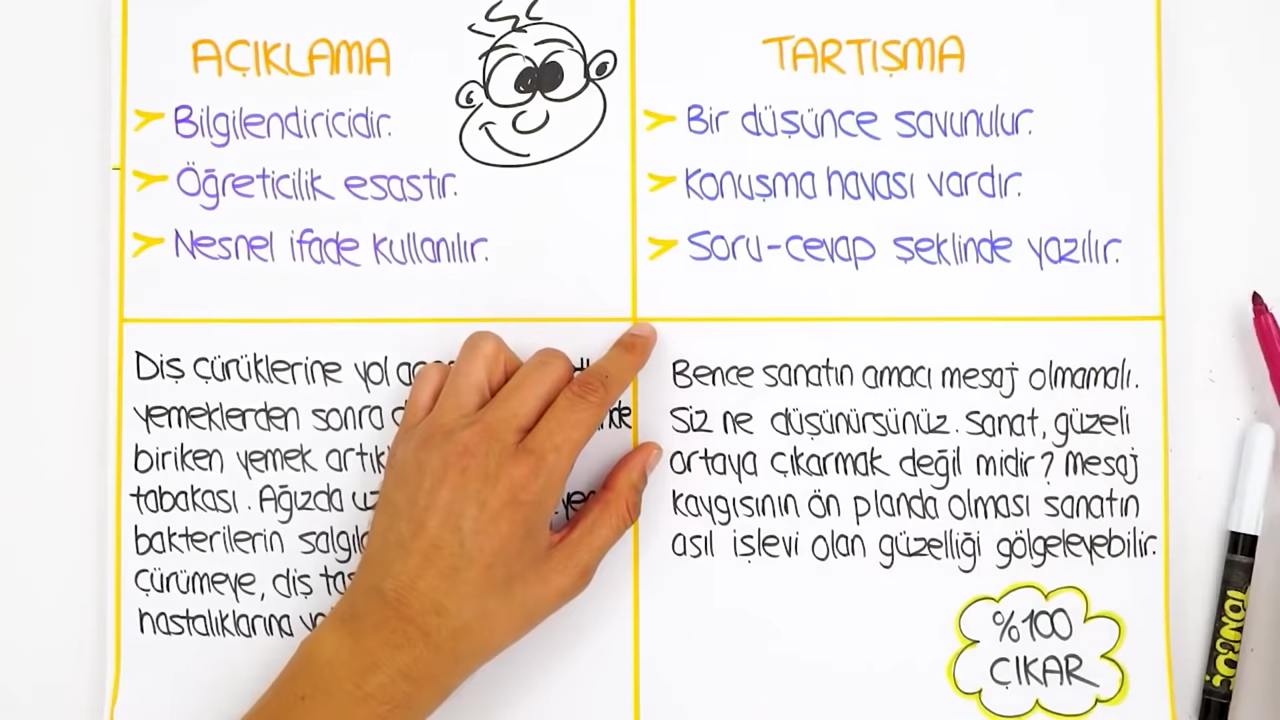 AÇIKLAMA
➤ Bilgilendiricidir.
➤ Öğreticilik esastır.
➤ Nesnel ifade kullanılır.
Diş çürüklerine yol
yemeklerden sonra
biriken yemek
tabakası. Ağızda
bakterilerin
çürümeye, diş
hastalıklarına
TARTIŞMA
➤ Bir düşünce savunulur.
➤ Konuşma havası vardır.
➤ Soru-cevap şeklinde yazılır.
Bence sanatın amacı mesaj olmamalı.
Siz ne düşünürsünüz. Sanat, güzeli
ortaya çıkarmak değil midir? Mesaj
kaygısının ön planda olması sanatın
asıl işlevi olan güzelliği gölgeleyebilir.
%100
ÇIKAR
TONGUÇ